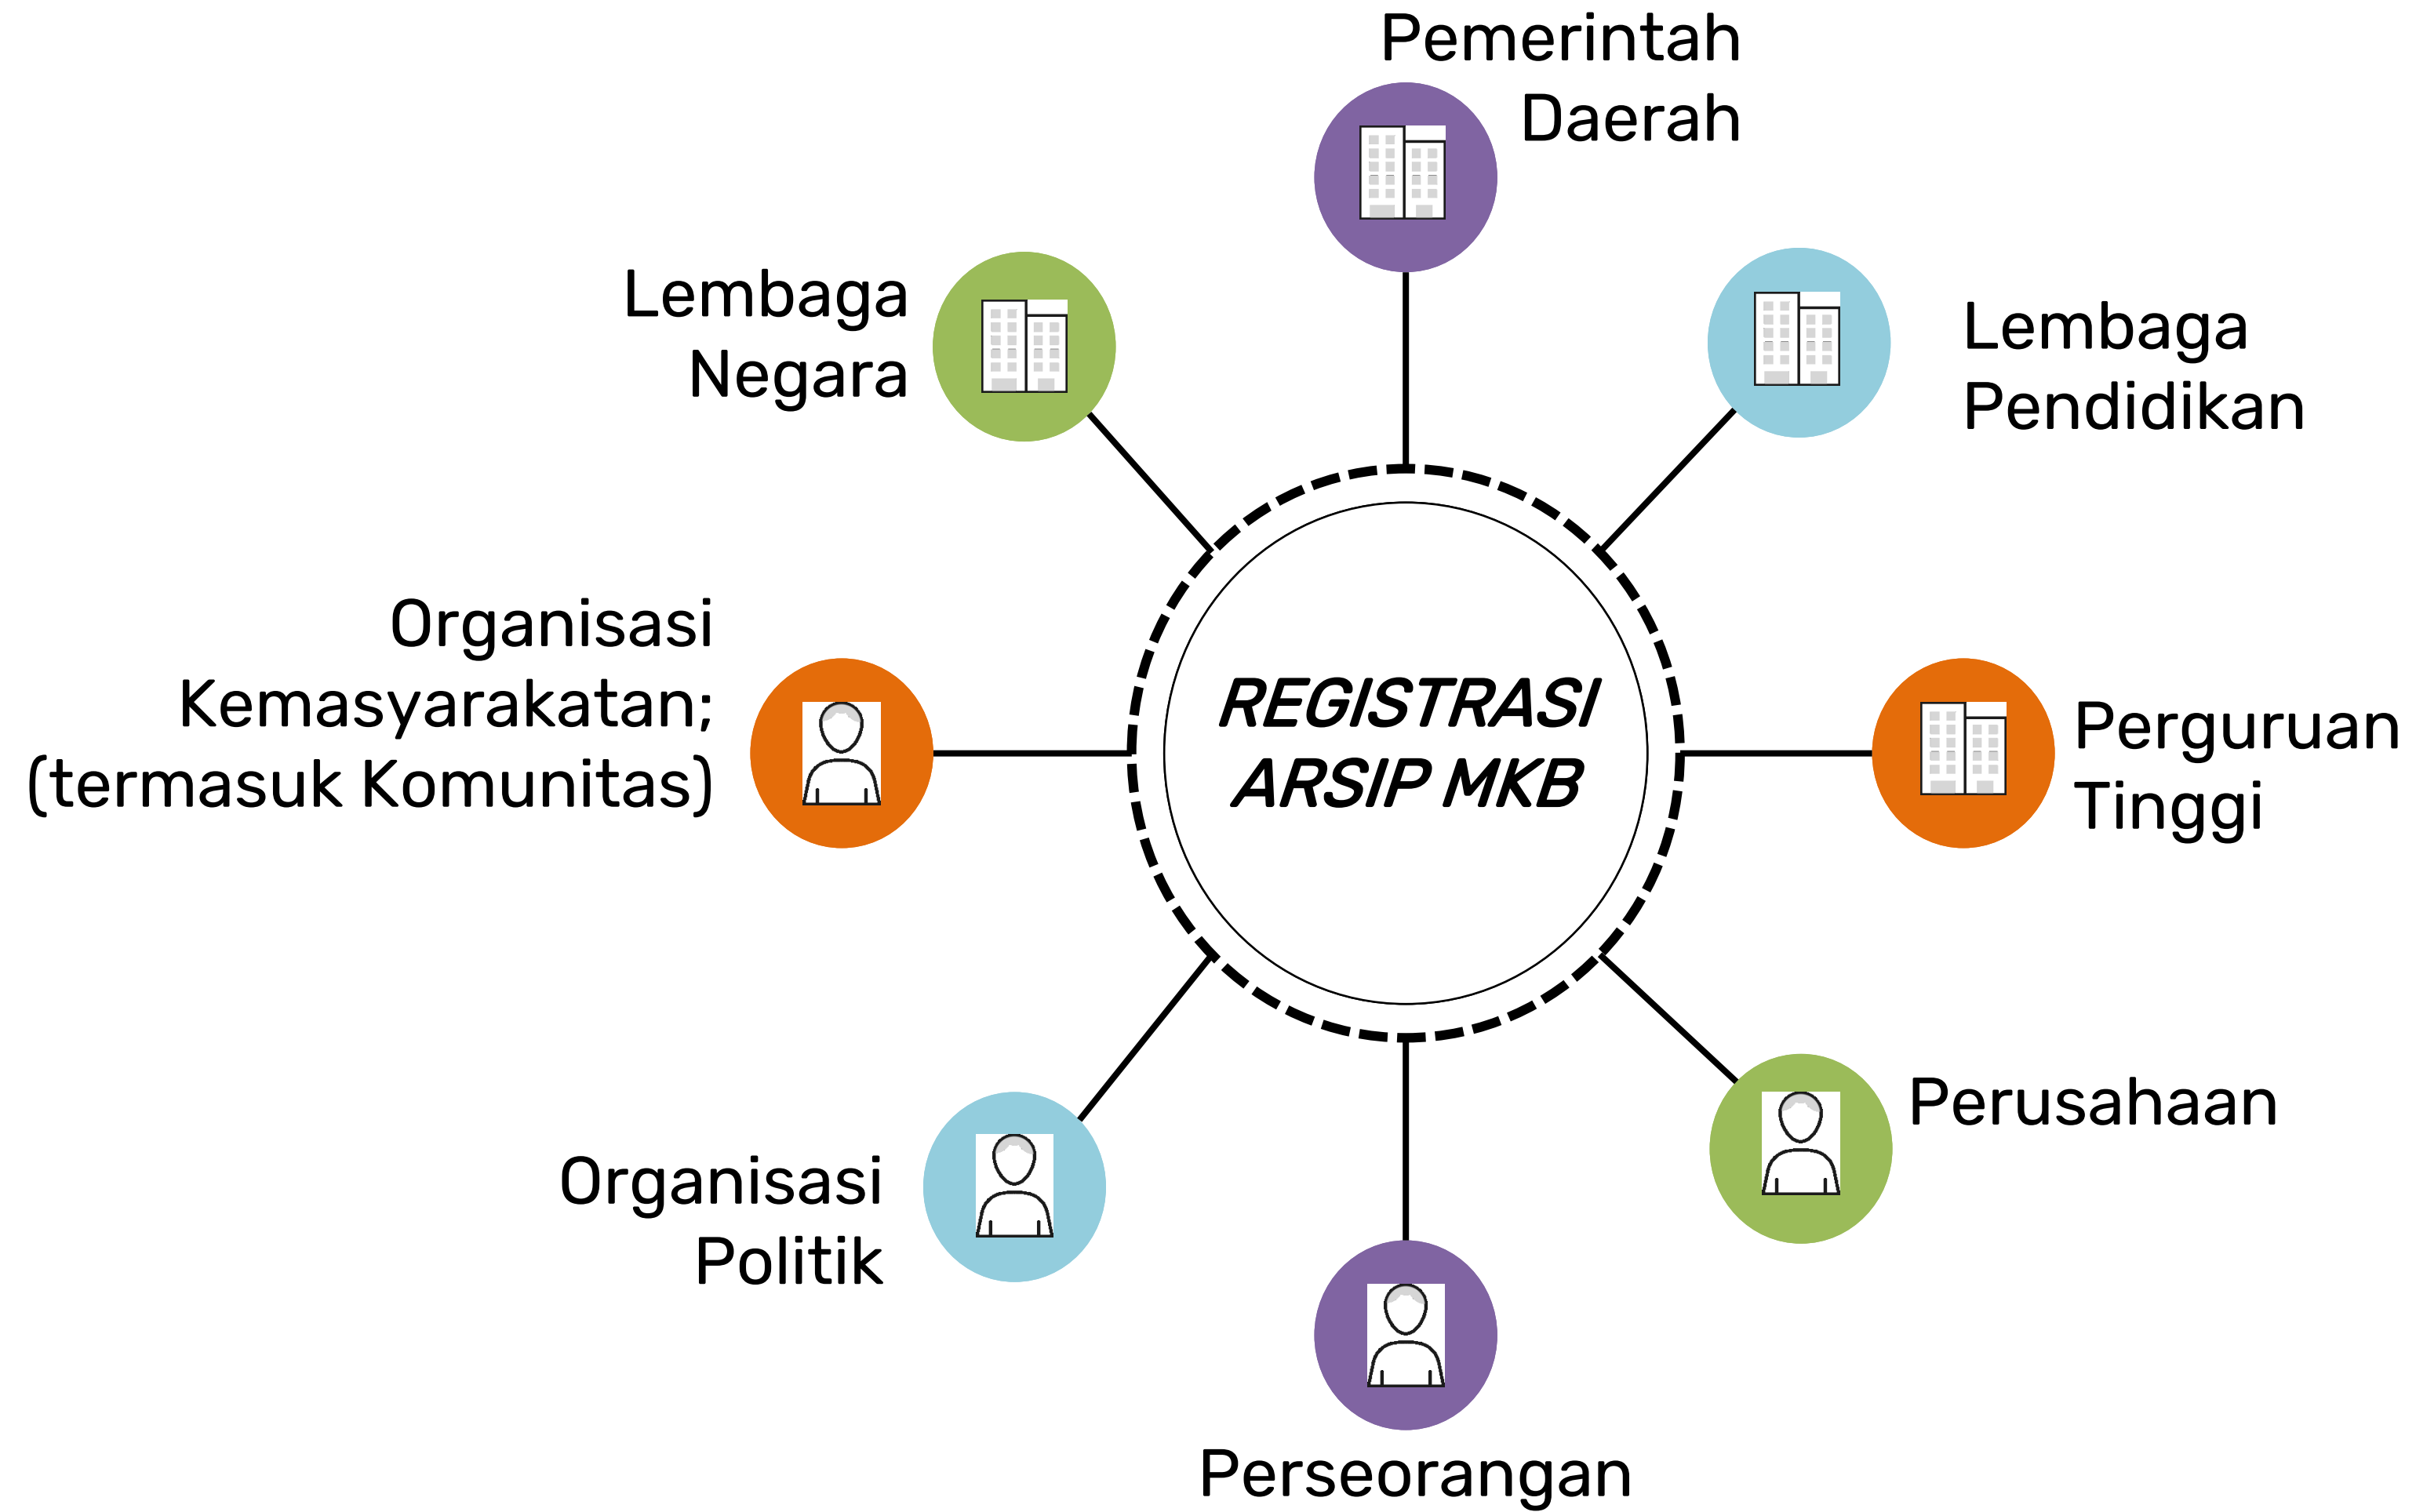 Pemerintah
Daerah
Lembaga
Negara
Lembaga
Pendidikan
Organisasi
Kemasyarakatan;
(termasuk Komunitas)
REGISTRASI
ARSIP MKB
Perguruan
Tinggi
Perusahaan
Organisasi
Politik
Perseorangan